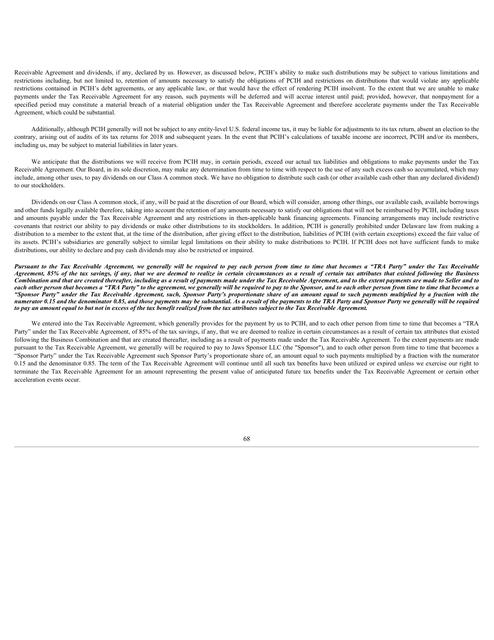 Receivable Agreement and dividends, if any, declared by us. However, as discussed below, PCIH's ability to make such distributions may be subject to various limitations and
restrictions including, but not limited to, retention of amounts necessary to satisfy the obligations of PCIH and restrictions on distributions that would violate any applicable
restrictions contained in PCIH's debt agreements, or any applicable law, or that would have the effect of rendering PCIH insolvent. To the extent that we are unable to make
payments under the Tax Receivable Agreement for any reason, such payments will be deferred and will accrue interest until paid; provided, however, that nonpayment for a
specified period may constitute a material breach of a material obligation under the Tax Receivable Agreement and therefore accelerate payments under the Tax Receivable
Agreement, which could be substantial.
Additionally, although PCIH generally will not be subject to any entity-level U.S. federal income tax, it may be liable for adjustments to its tax return, absent an election to the
contrary, arising out of audits of its tax returns for 2018 and subsequent years. In the event that PCIH's calculations of taxable income are incorrect, PCIH and/or its members,
including us, may be subject to material liabilities in later years.
We anticipate that the distributions we will receive from PCIH may, in certain periods, exceed our actual tax liabilities and obligations to make payments under the Tax
Receivable Agreement. Our Board, in its sole discretion, may make any determination from time to time with respect to the use of any such excess cash so accumulated, which may
include, among other uses, to pay dividends on our Class A common stock. We have no obligation to distribute such cash (or other available cash other than any declared dividend)
to our stockholders.
Dividends on our Class A common stock, if any, will be paid at the discretion of our Board, which will consider, among other things, our available cash, available borrowings
and other funds legally available therefore, taking into account the retention of any amounts necessary to satisfy our obligations that will not be reimbursed by PCIH, including taxes
and amounts payable under the Tax Receivable Agreement and any restrictions in then-applicable bank financing agreements. Financing arrangements may include restrictive
covenants that restrict our ability to pay dividends or make other distributions to its stockholders. In addition, PCIH is generally prohibited under Delaware law from making a
distribution to a member to the extent that, at the time of the distribution, after giving effect to the distribution, liabilities of PCIH (with certain exceptions) exceed the fair value of
its assets. PCIH's subsidiaries are generally subject to similar legal limitations on their ability to make distributions to PCIH. If PCIH does not have sufficient funds to make
distributions, our ability to declare and pay cash dividends may also be restricted or impaired.
Pursuant to the Tax Receivable Agreement, we generally will be required to pay each person from time to time that becomes a “TRA Party” under the Tax Receivable
Agreement, 85% of the tax savings, if any, that we are deemed to realize in certain circumstances as a result of certain tax attributes that existed following the Business
Combination and that are created thereafter, including as a result of payments made under the Tax Receivable Agreement, and to the extent payments are made to Seller and to
each other person that becomes a “TRA Party” to the agreement, we generally will be required to pay to the Sponsor, and to each other person from time to time that becomes a
“Sponsor Party” under the Tax Receivable Agreement, such, Sponsor Party's proportionate share of an amount equal to such payments multiplied by a fraction with the
numerator 0.15 and the denominator 0.85, and those payments may be substantial. As a result of the payments to the TRA Party and Sponsor Party we generally will be required
to pay an amount equal to but not in excess of the tax benefit realized from the tax attributes subject to the Tax Receivable Agreement.
We entered into the Tax Receivable Agreement, which generally provides for the payment by us to PCIH, and to each other person from time to time that becomes a “TRA
Party” under the Tax Receivable Agreement, of 85% of the tax savings, if any, that we are deemed to realize in certain circumstances as a result of certain tax attributes that existed
following the Business Combination and that are created thereafter, including as a result of payments made under the Tax Receivable Agreement. To the extent payments are made
pursuant to the Tax Receivable Agreement, we generally will be required to pay to Jaws Sponsor LLC (the "Sponsor"), and to each other person from time to time that becomes a
“Sponsor Party” under the Tax Receivable Agreement such Sponsor Party's proportionate share of, an amount equal to such payments multiplied by a fraction with the numerator
0.15 and the denominator 0.85. The term of the Tax Receivable Agreement will continue until all such tax benefits have been utilized or expired unless we exercise our right to
terminate the Tax Receivable Agreement for an amount representing the present value of anticipated future tax benefits under the Tax Receivable Agreement or certain other
acceleration events occur.
68